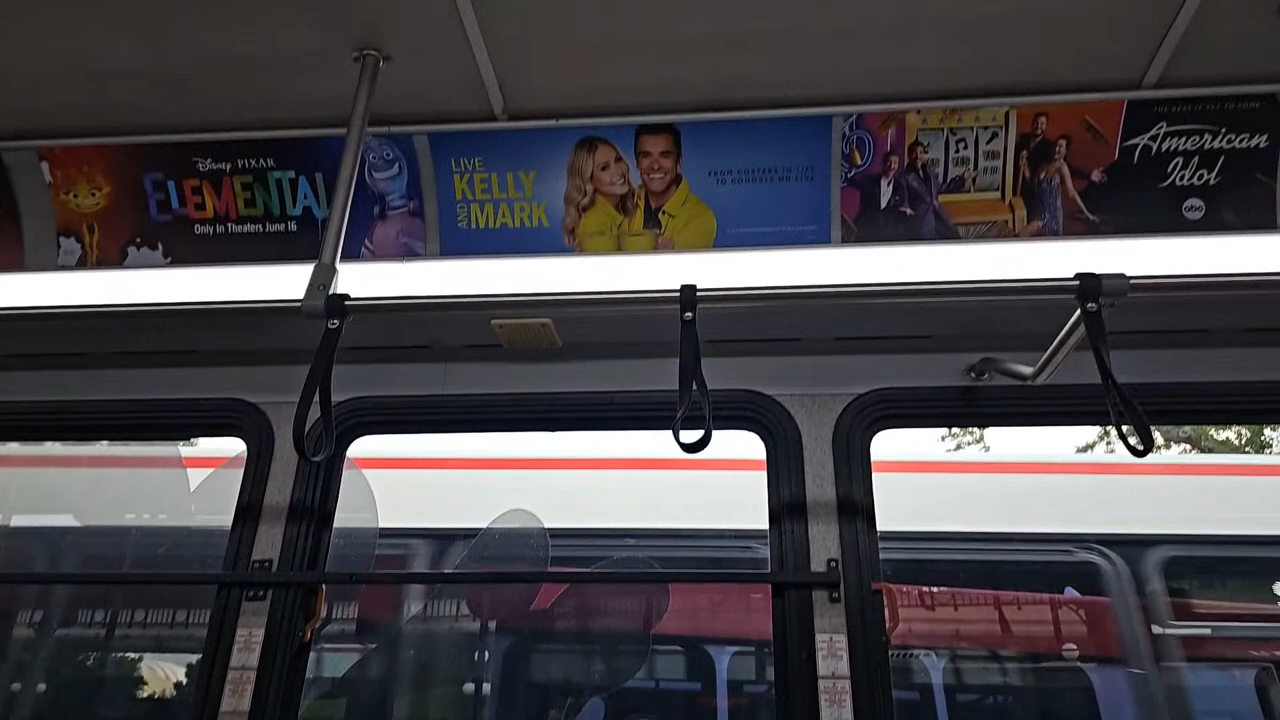 Disney PIXAR
ELEMENTAL
Only In Theaters June 16
LIVE
KELLY
AND MARK
FROM COSTARS IN LIFE
TO COHOSTS ON LIVE
American
Idol
abc